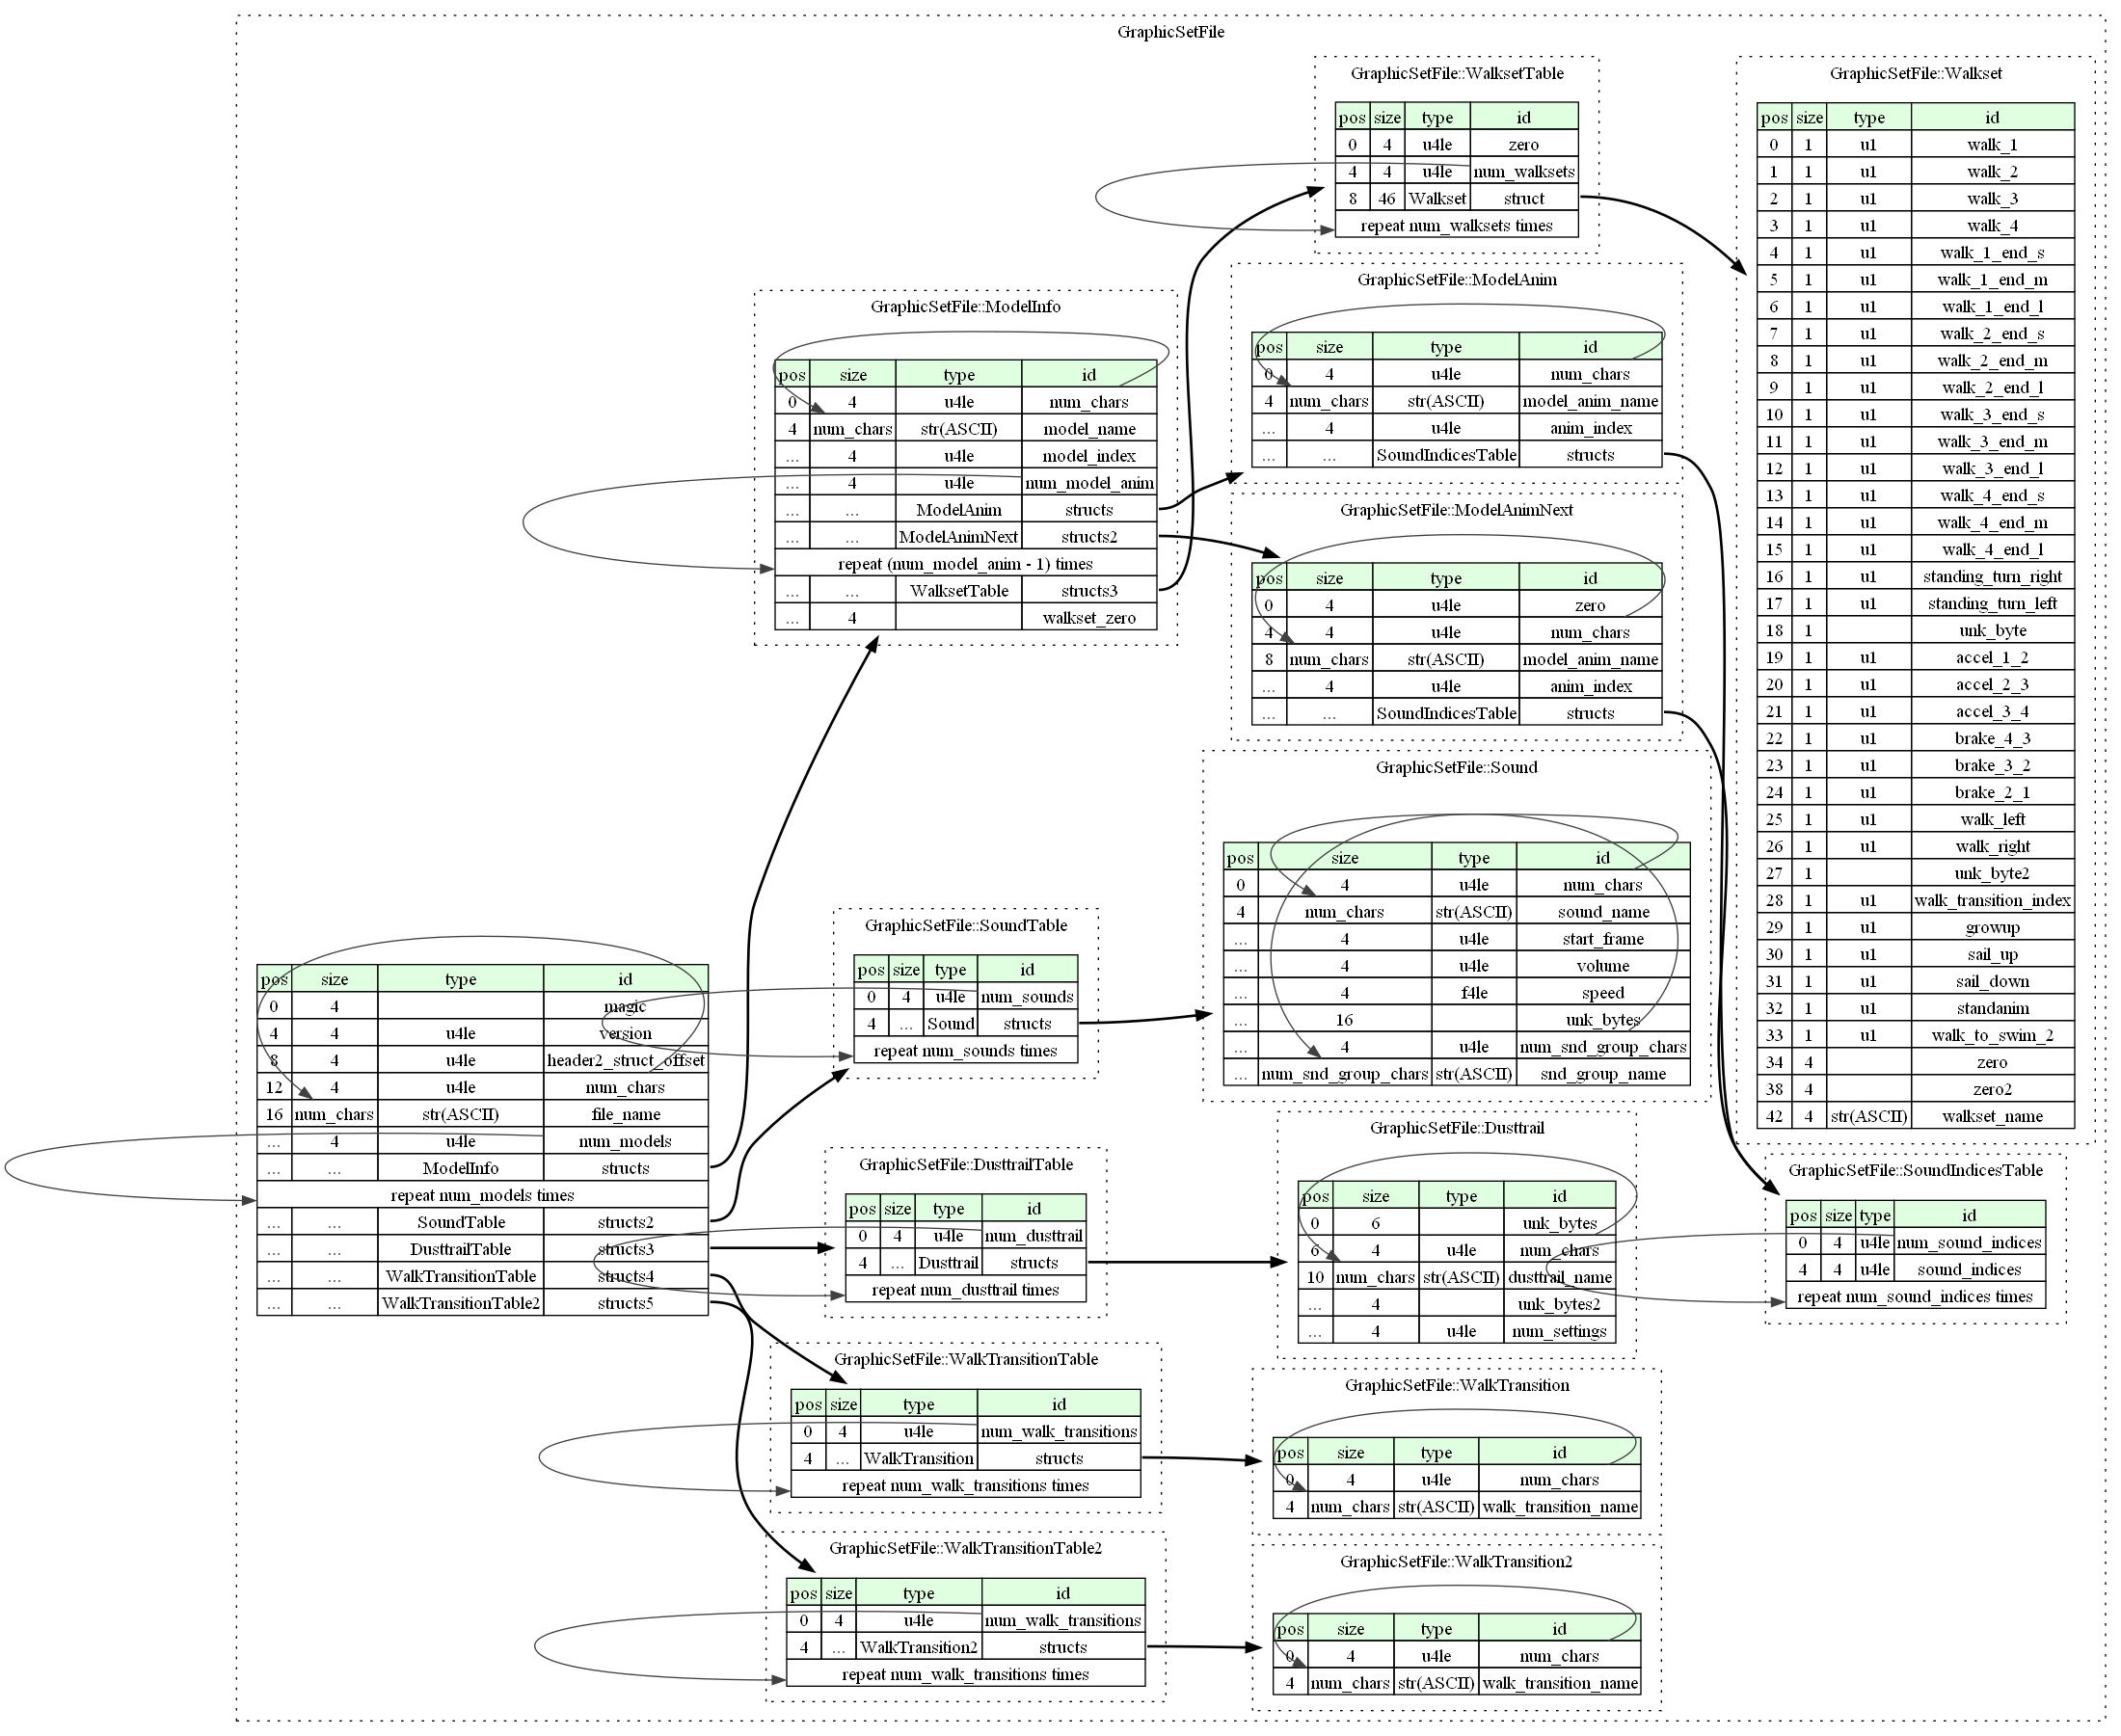 GraphicSetFile
GraphicSetFile::WalksetTable
pos size type id
0 4 u4le zero
4 4 u4le num_walksets
8 46 Walkset struct
repeat num_walksets times
GraphicSetFile::Walkset
pos size type id
0 1 u1 walk_1
1 1 u1 walk_2
2 1 u1 walk_3
3 1 u1 walk_4
4 1 u1 walk_1_end_s
5 1 u1 walk_1_end_m
6 1 u1 walk_1_end_l
7 1 u1 walk_2_end_s
8 1 u1 walk_2_end_m
9 1 u1 walk_2_end_l
10 1 u1 walk_3_end_s
11 1 u1 walk_3_end_m
12 1 u1 walk_3_end_l
13 1 u1 walk_4_end_s
14 1 u1 walk_4_end_m
15 1 u1 walk_4_end_l
16 1 u1 standing_turn_right
17 1 u1 standing_turn_left
18 1 unk_byte
19 1 u1 accel_1_2
20 1 u1 accel_2_3
21 1 u1 accel_3_4
22 1 u1 brake_4_3
23 1 u1 brake_3_2
24 1 u1 brake_2_1
25 1 u1 walk_left
26 1 u1 walk_right
27 1 unk_byte2
28 1 u1 walk_transition_index
29 1 u1 growup
30 1 u1 sail_up
31 1 u1 sail_down
32 1 u1 standanim
33 1 u1 walk_to_swim_2
34 4 zero
38 4 zero2
42 4 str(ASCII) walkset_name
GraphicSetFile::ModelInfo
pos size type id
0 4 u4le num_chars
4 num_chars str(ASCII) model_name
... 4 u4le model_index
... 4 u4le num_model_anim
... ... ModelAnim structs
... ... ModelAnimNext structs2
repeat (num_model_anim - 1) times
... ... WalksetTable structs3
... 4 walkset_zero
GraphicSetFile::ModelAnim
pos size type id
0 4 u4le num_chars
4 num_chars str(ASCII) model_anim_name
... 4 u4le anim_index
... ... SoundIndicesTable structs
GraphicSetFile::ModelAnimNext
pos size type id
0 4 u4le zero
4 4 u4le num_chars
8 num_chars str(ASCII) model_anim_name
... 4 u4le anim_index
... ... SoundIndicesTable structs
GraphicSetFile::Sound
pos size type id
0 4 u4le num_chars
4 num_chars str(ASCII) sound_name
... 4 u4le start_frame
... 4 u4le volume
... 4 f4le speed
... 16 unk_bytes
... 4 u4le num_snd_group_chars
... num_snd_group_chars str(ASCII) snd_group_name
GraphicSetFile::SoundTable
pos size type id
0 4 u4le num_sounds
4 ... Sound structs
repeat num_sounds times
pos size type id
0 4 magic
4 4 u4le version
8 4 u4le header2_struct_offset
12 4 u4le num_chars
16 num_chars str(ASCII) file_name
... 4 u4le num_models
... ... ModelInfo structs
repeat num_models times
... ... SoundTable structs2
... ... DusttrailTable structs3
... ... WalkTransitionTable structs4
... ... WalkTransitionTable2 structs5
GraphicSetFile::DusttrailTable
pos size type id
0 4 u4le num_dusttrail
4 ... Dusttrail structs
repeat num_dusttrail times
GraphicSetFile::Dusttrail
pos size type id
0 6 unk_bytes
6 4 u4le num_chars
10 num_chars str(ASCII) dusttrail_name
... 4 unk_bytes2
... 4 u4le num_settings
GraphicSetFile::SoundIndicesTable
pos size type id
0 4 u4le num_sound_indices
4 4 u4le sound_indices
repeat num_sound_indices times
GraphicSetFile::WalkTransitionTable
pos size type id
0 4 u4le num_walk_transitions
4 ... WalkTransition structs
repeat num_walk_transitions times
GraphicSetFile::WalkTransition
pos size type id
0 4 u4le num_chars
4 num_chars str(ASCII) walk_transition_name
GraphicSetFile::WalkTransitionTable2
pos size type id
0 4 u4le num_walk_transitions
4 ... WalkTransition2 structs
repeat num_walk_transitions times
GraphicSetFile::WalkTransition2
pos size type id
0 4 u4le num_chars
4 num_chars str(ASCII) walk_transition_name